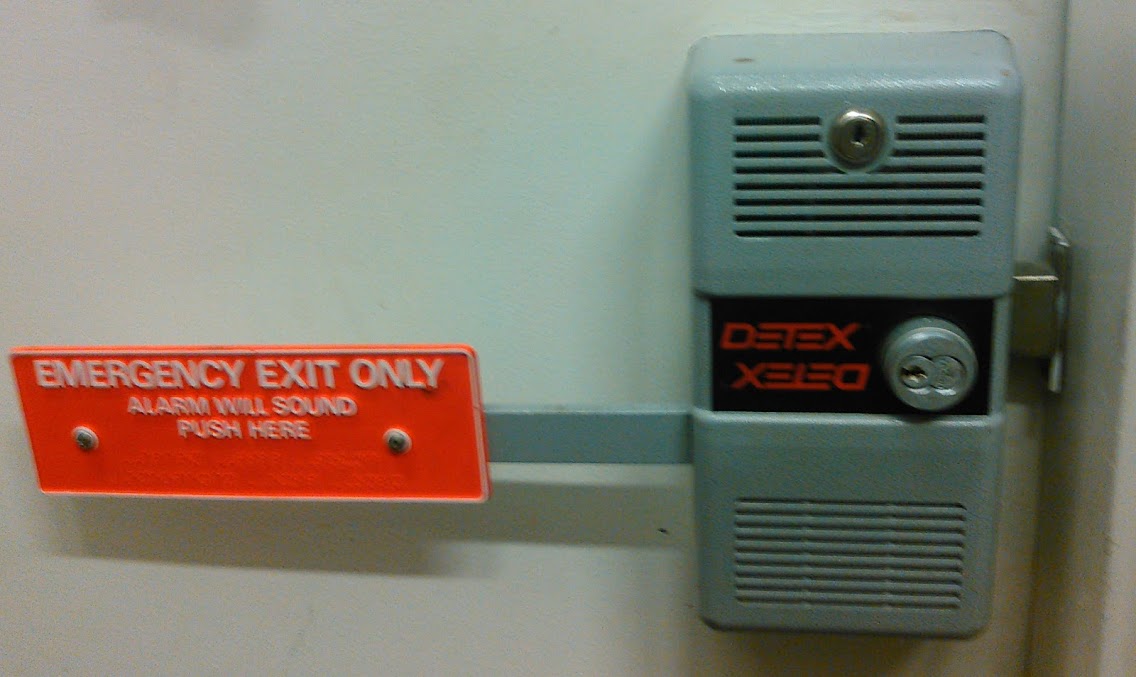 EMERGENCY EXIT ONLY
ALARM WILL SOUND
PUSH HERE
DETEX
DETEX